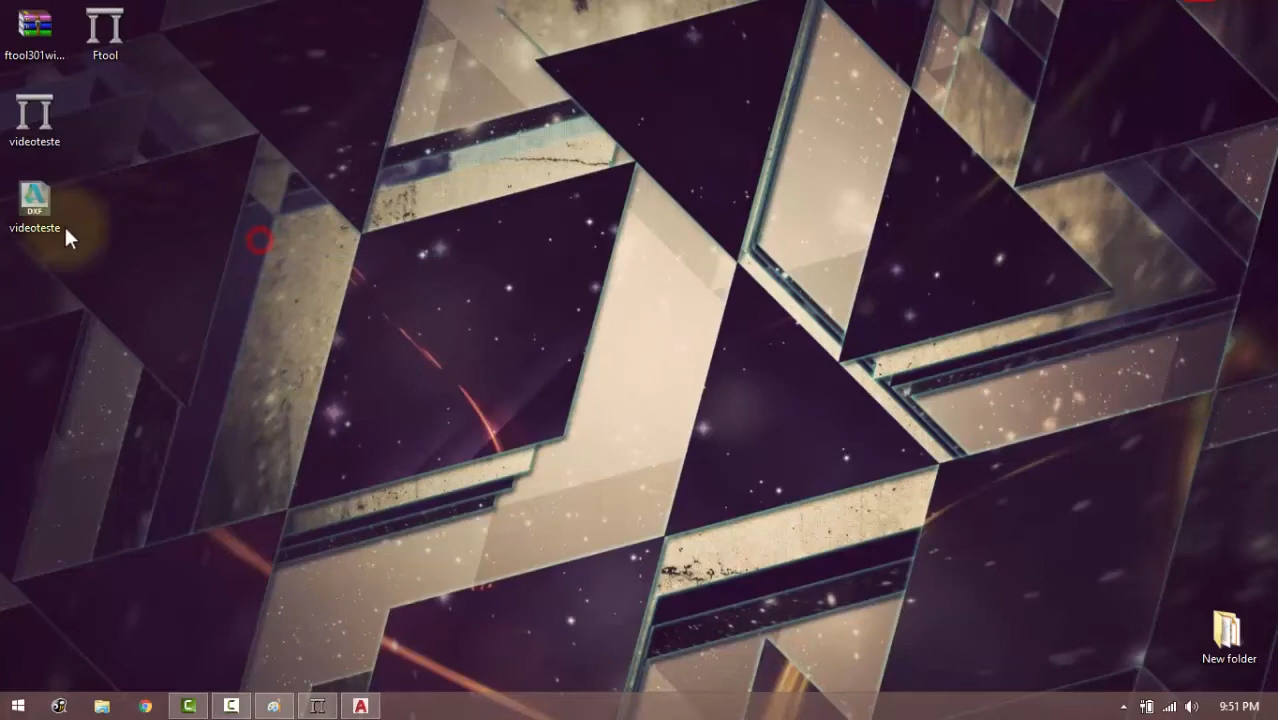 ftool301wi...
Ftool
videoteste
DXF
videoteste
New folder
9:51 PM